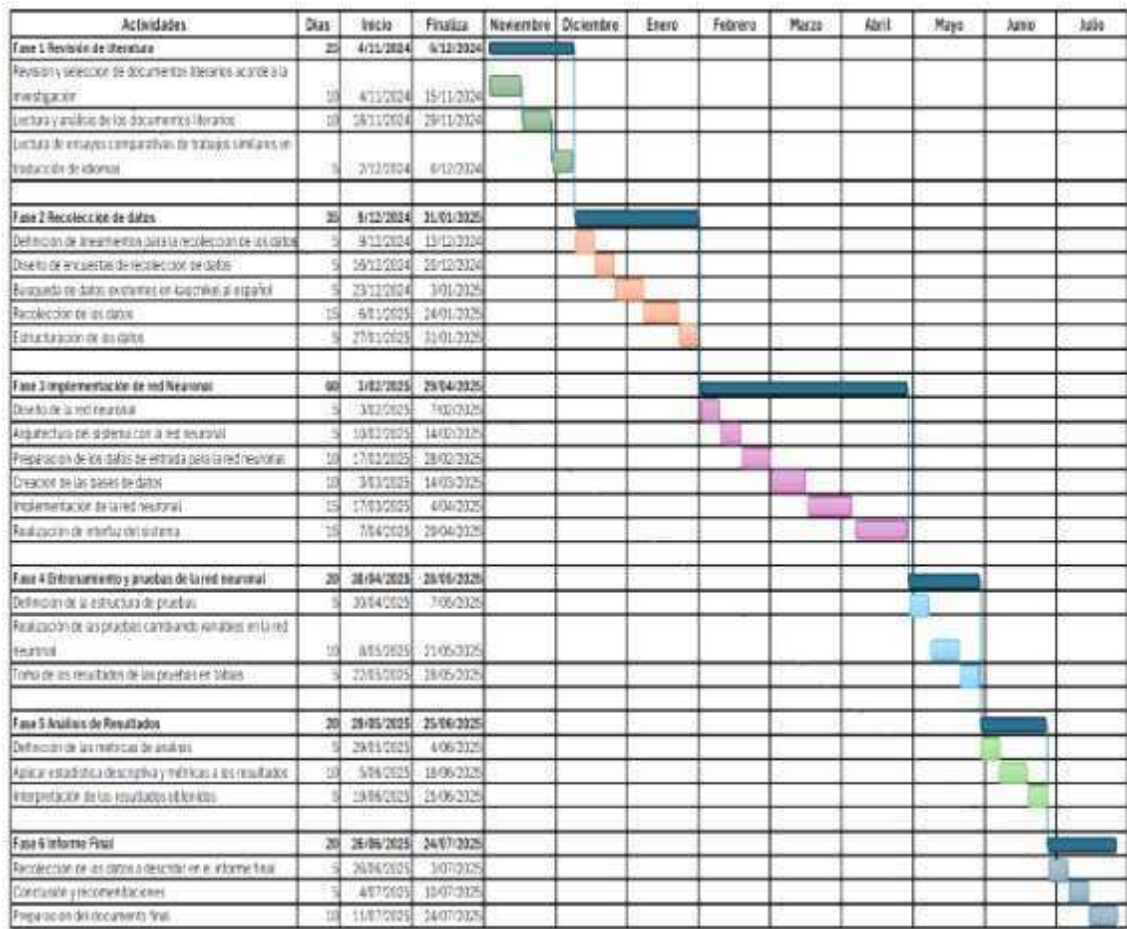 Actividades Dias Inicio Finaliza Noviembre Diciembre Enero Febrero Marzo Abril Mayo Junio Julio
Fase 1 Revisión de literatura 25 4/11/2024 6/12/2024
Revisión y selección de documentos literarios acorde a la
investigación 10 4/11/2024 15/11/2024
Lectura y análisis de los documentos literarios 10 18/11/2024 29/11/2024
Lectura de ensayos comparativas de trabajos similares en
traducción de idiomas 5 2/12/2024 6/12/2024
Fase 2 Recolección de datos 35 9/12/2024 31/01/2025
Definición de lineamientos para la recolección de los datos 5 9/12/2024 13/12/2024
Diseño de encuestas de recolección de datos 5 16/12/2024 20/12/2024
Busqueda de datos existentes en kaqchikel al español 5 23/12/2024 3/01/2025
Recolección de los datos 15 6/01/2025 24/01/2025
Estructuración de los datos 5 27/01/2025 31/01/2025
Fase 3 Implementación de red Neuronal 60 3/02/2025 29/04/2025
Diseño de la red neuronal 5 3/02/2025 7/02/2025
Arquitectura del sistema con la red neuronal 5 10/02/2025 14/02/2025
Preparación de los datos de entrada para la red neuronal 10 17/02/2025 28/02/2025
Creación de las bases de datos 10 3/03/2025 14/03/2025
Implementación de la red neuronal 15 17/03/2025 4/04/2025
Realización de interfaz del sistema 15 7/04/2025 29/04/2025
Fase 4 Entrenamiento y pruebas de la red neuronal 20 30/04/2025 28/05/2025
Definición de la estructura de pruebas 5 30/04/2025 7/05/2025
Realización de las pruebas cambiando variables en la red
neuronal 10 8/05/2025 21/05/2025
Toma de los resultados de las pruebas en tablas 5 22/05/2025 28/05/2025
Fase 5 Análisis de Resultados 20 29/05/2025 25/06/2025
Definición de las métricas de análisis 5 29/05/2025 4/06/2025
Aplicar estadística descriptiva y métricas a los resultados 10 5/06/2025 18/06/2025
Interpretación de los resultados obtenidos 5 19/06/2025 25/06/2025
Fase 6 Informe Final 20 26/06/2025 24/07/2025
Recolección de los datos a describir en el informe final 5 26/06/2025 3/07/2025
Conclusión y recomendaciones 5 4/07/2025 10/07/2025
Preparación del documento final 10 11/07/2025 24/07/2025